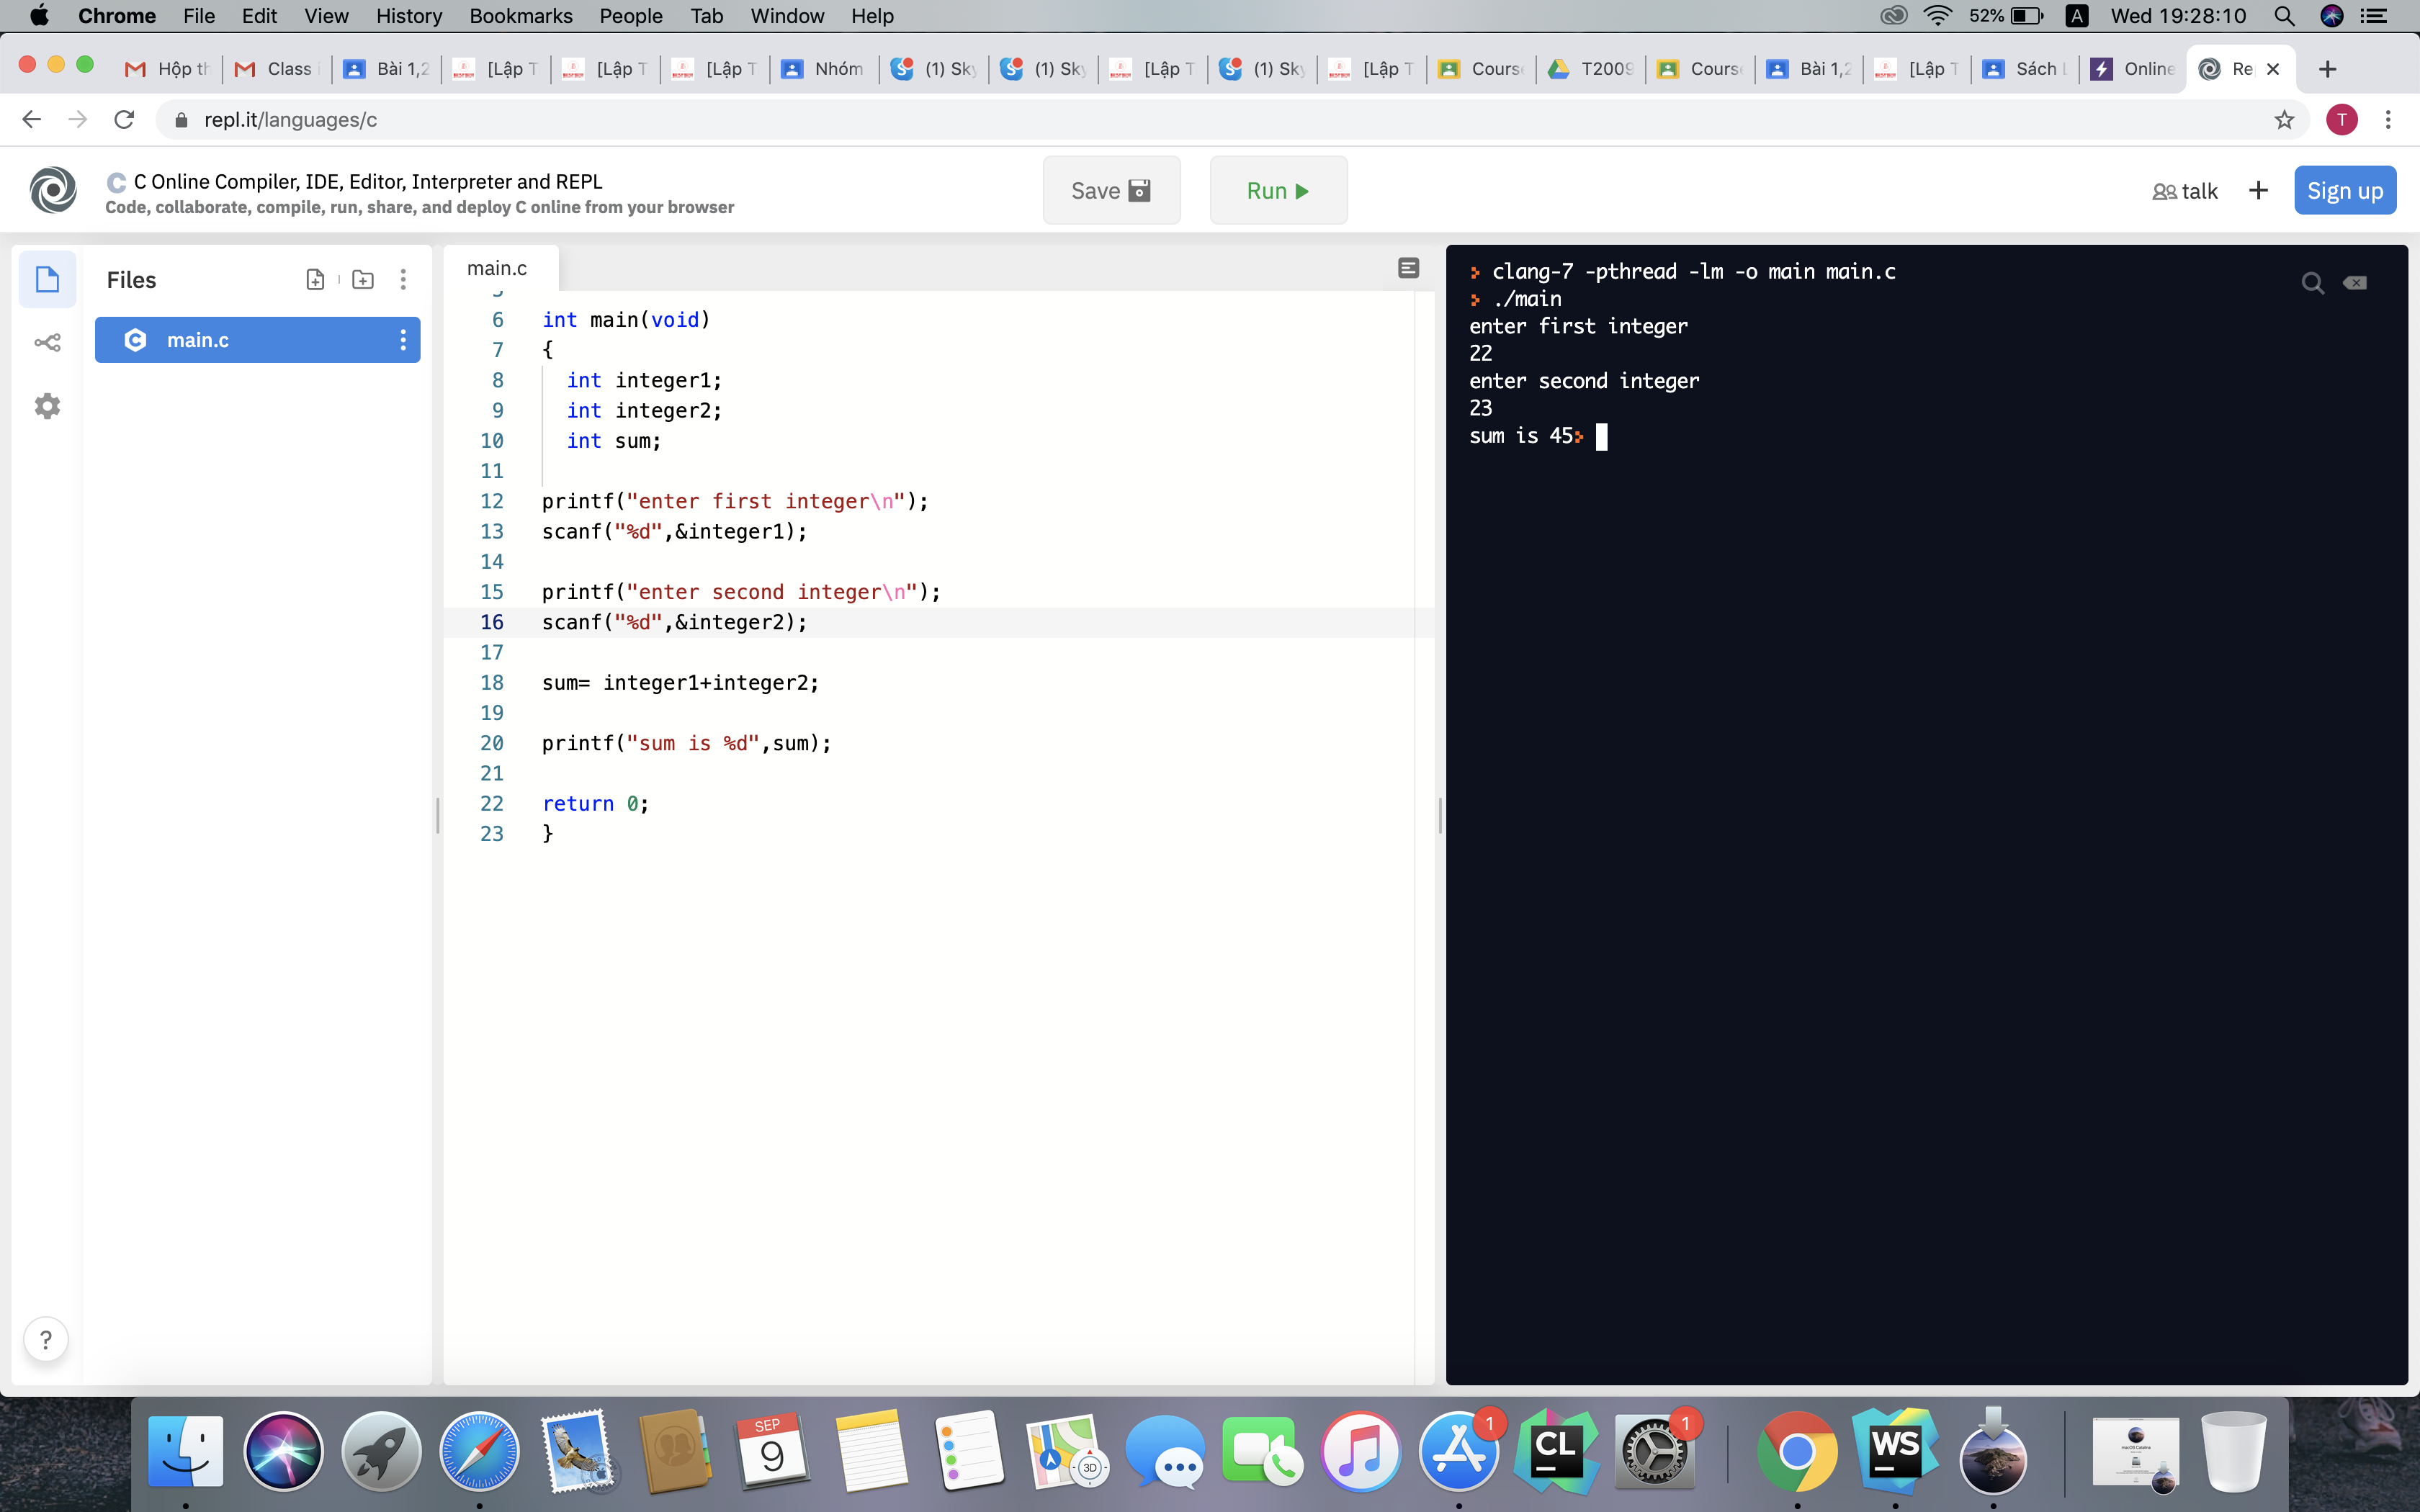 Chrome File Edit View History Bookmarks People Tab Window Help 52% A Wed 19:28:10
Hộp th Class Bài 1,2 [Lập T [Lập T [Lập T Nhóm (1) Sky (1) Sky [Lập T (1) Sky [Lập T Course T2009 Course Bài 1,2 [Lập T Sách L Online Re
repl.it/languages/c T
C C Online Compiler, IDE, Editor, Interpreter and REPL
Code, collaborate, compile, run, share, and deploy C online from your browser
Save Run talk + Sign up
Files
main.c
main.c
6 int main(void)
7 {
8 int integer1;
9 int integer2;
10 int sum;
11
12 printf("enter first integer\n");
13 scanf("%d",&integer1);
14
15 printf("enter second integer\n");
16 scanf("%d",&integer2);
17
18 sum= integer1+integer2;
19
20 printf("sum is %d",sum);
21
22 return 0;
23 }
clang-7 -pthread -lm -o main main.c
./main
enter first integer
22
enter second integer
23
sum is 45
?
SEP
9
3D
1
CL
1
WS